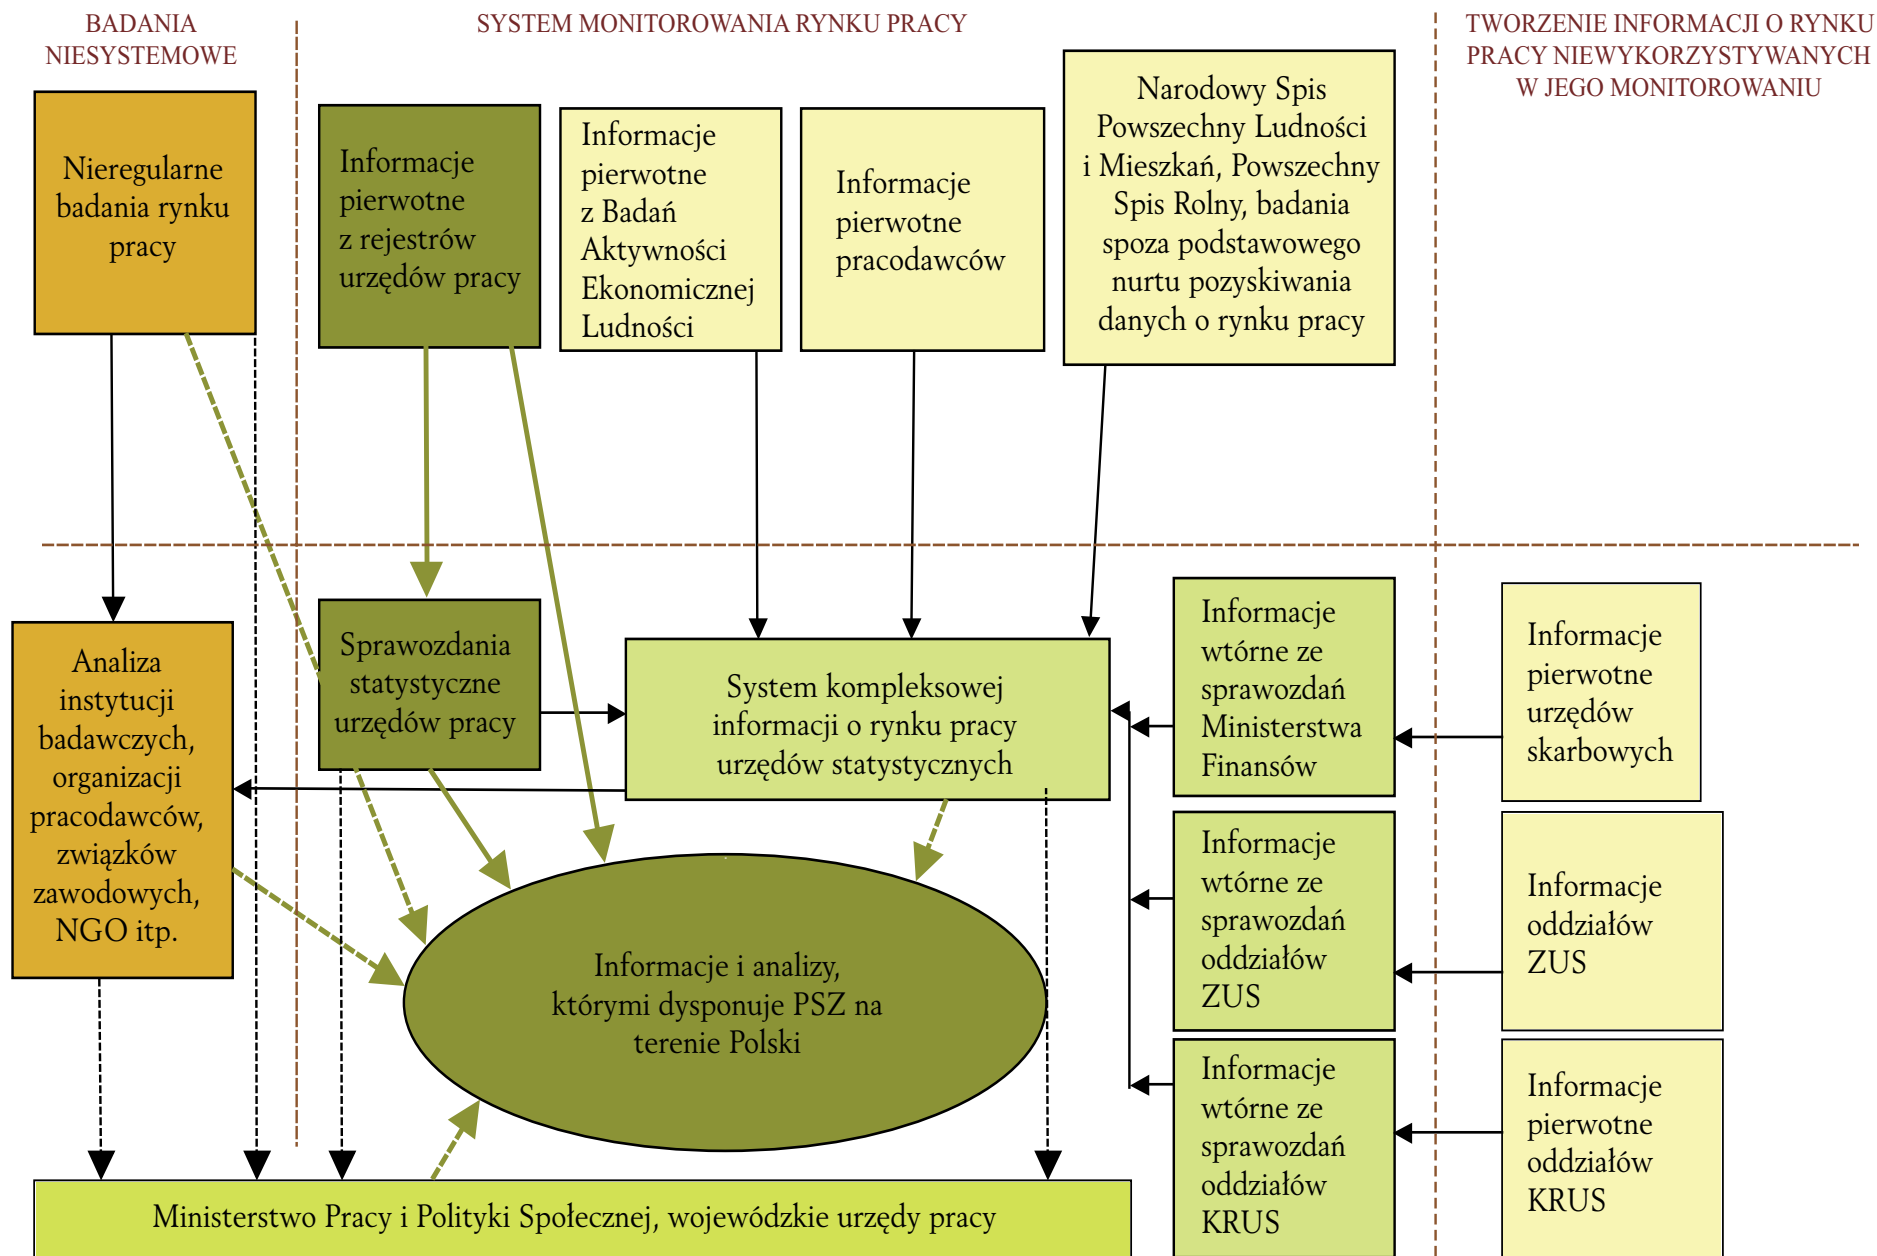 BADANIA
NIESYSTEMOWE
SYSTEM MONITOROWANIA RYNKU PRACY
TWORZENIE INFORMACJI O RYNKU
PRACY NIEWYKORZYSTYWANYCH
W JEGO MONITOROWANIU
Nieregularne
badania rynku
pracy
Informacje
pierwotne
z rejestrów
urzędów pracy
Informacje
pierwotne
z Badań
Aktywności
Ekonomicznej
Ludności
Informacje
pierwotne
pracodawców
Narodowy Spis
Powszechny Ludności
i Mieszkań, Powszechny
Spis Rolny, badania
spoza podstawowego
nurtu pozyskiwania
danych o rynku pracy
Analiza
instytucji
badawczych,
organizacji
pracodawców,
związków
zawodowych,
NGO itp.
Sprawozdania
statystyczne
urzędów pracy
System kompleksowej
informacji o rynku pracy
urzędów statystycznych
Informacje
wtórne ze
sprawozdań
Ministerstwa
Finansów
Informacje
pierwotne
urzędów
skarbowych
Informacje
wtórne ze
sprawozdań
oddziałów
ZUS
Informacje
oddziałów
ZUS
Informacje i analizy,
którymi dysponuje PSZ na
terenie Polski
Informacje
wtórne ze
sprawozdań
oddziałów
KRUS
Informacje
pierwotne
oddziałów
KRUS
Ministerstwo Pracy i Polityki Społecznej, wojewódzkie urzędy pracy